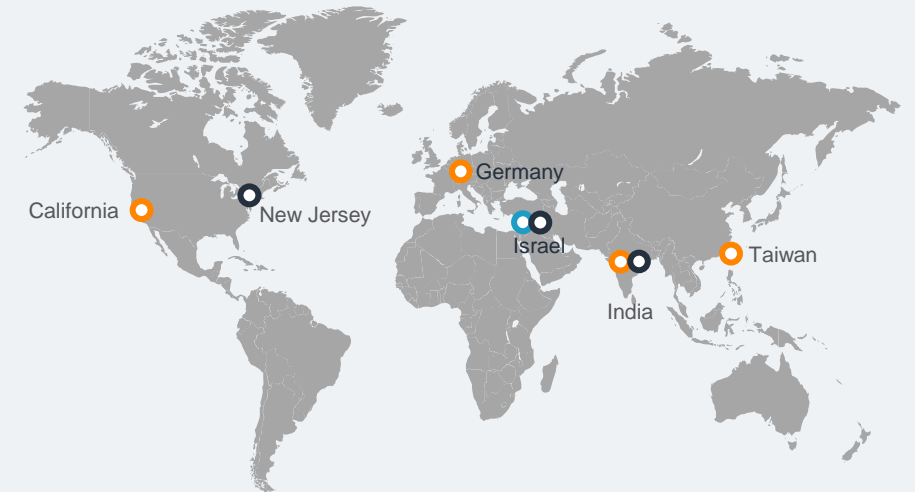 Germany
California
New Jersey
Israel
Taiwan
India